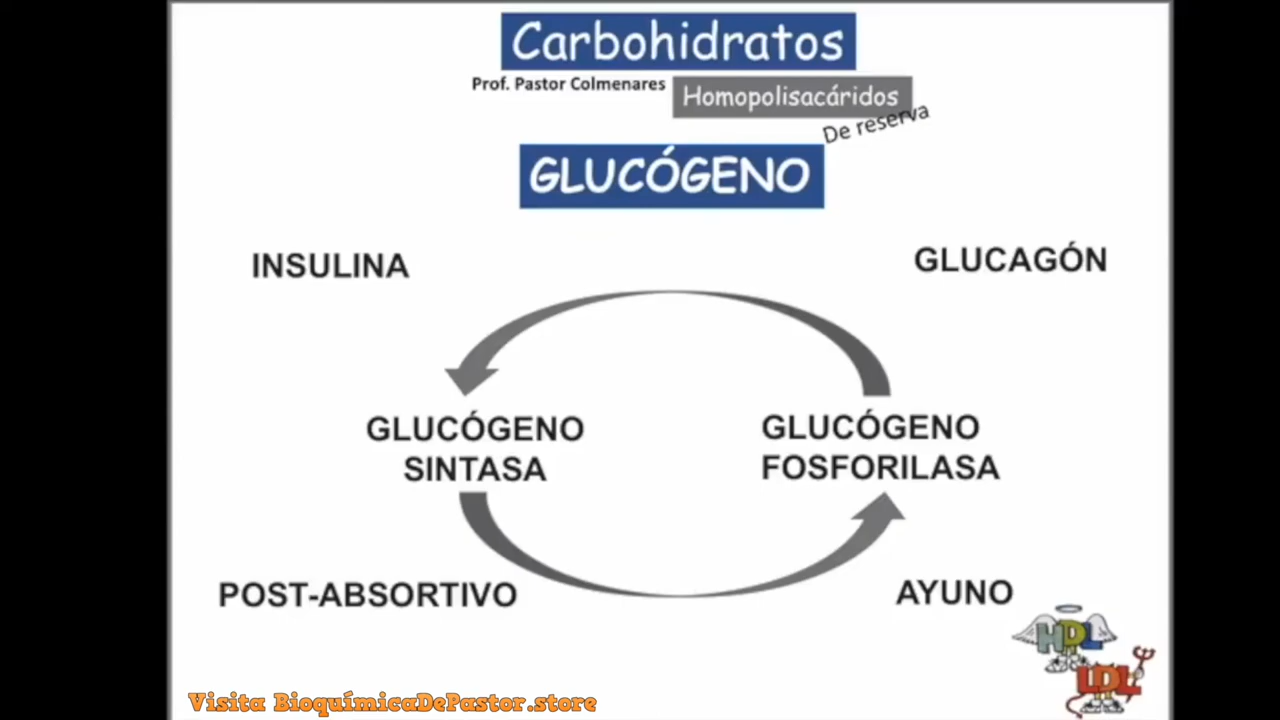 Carbohidratos
Prof. Pastor Colmenares
Homopolisacáridos
De reserva
GLUCÓGENO
INSULINA
GLUCAGÓN
GLUCÓGENO
SINTASA
GLUCÓGENO
FOSFORILASA
POST-ABSORTIVO
AYUNO
HDL
LDL
Visita BioquímicaDePastor.store